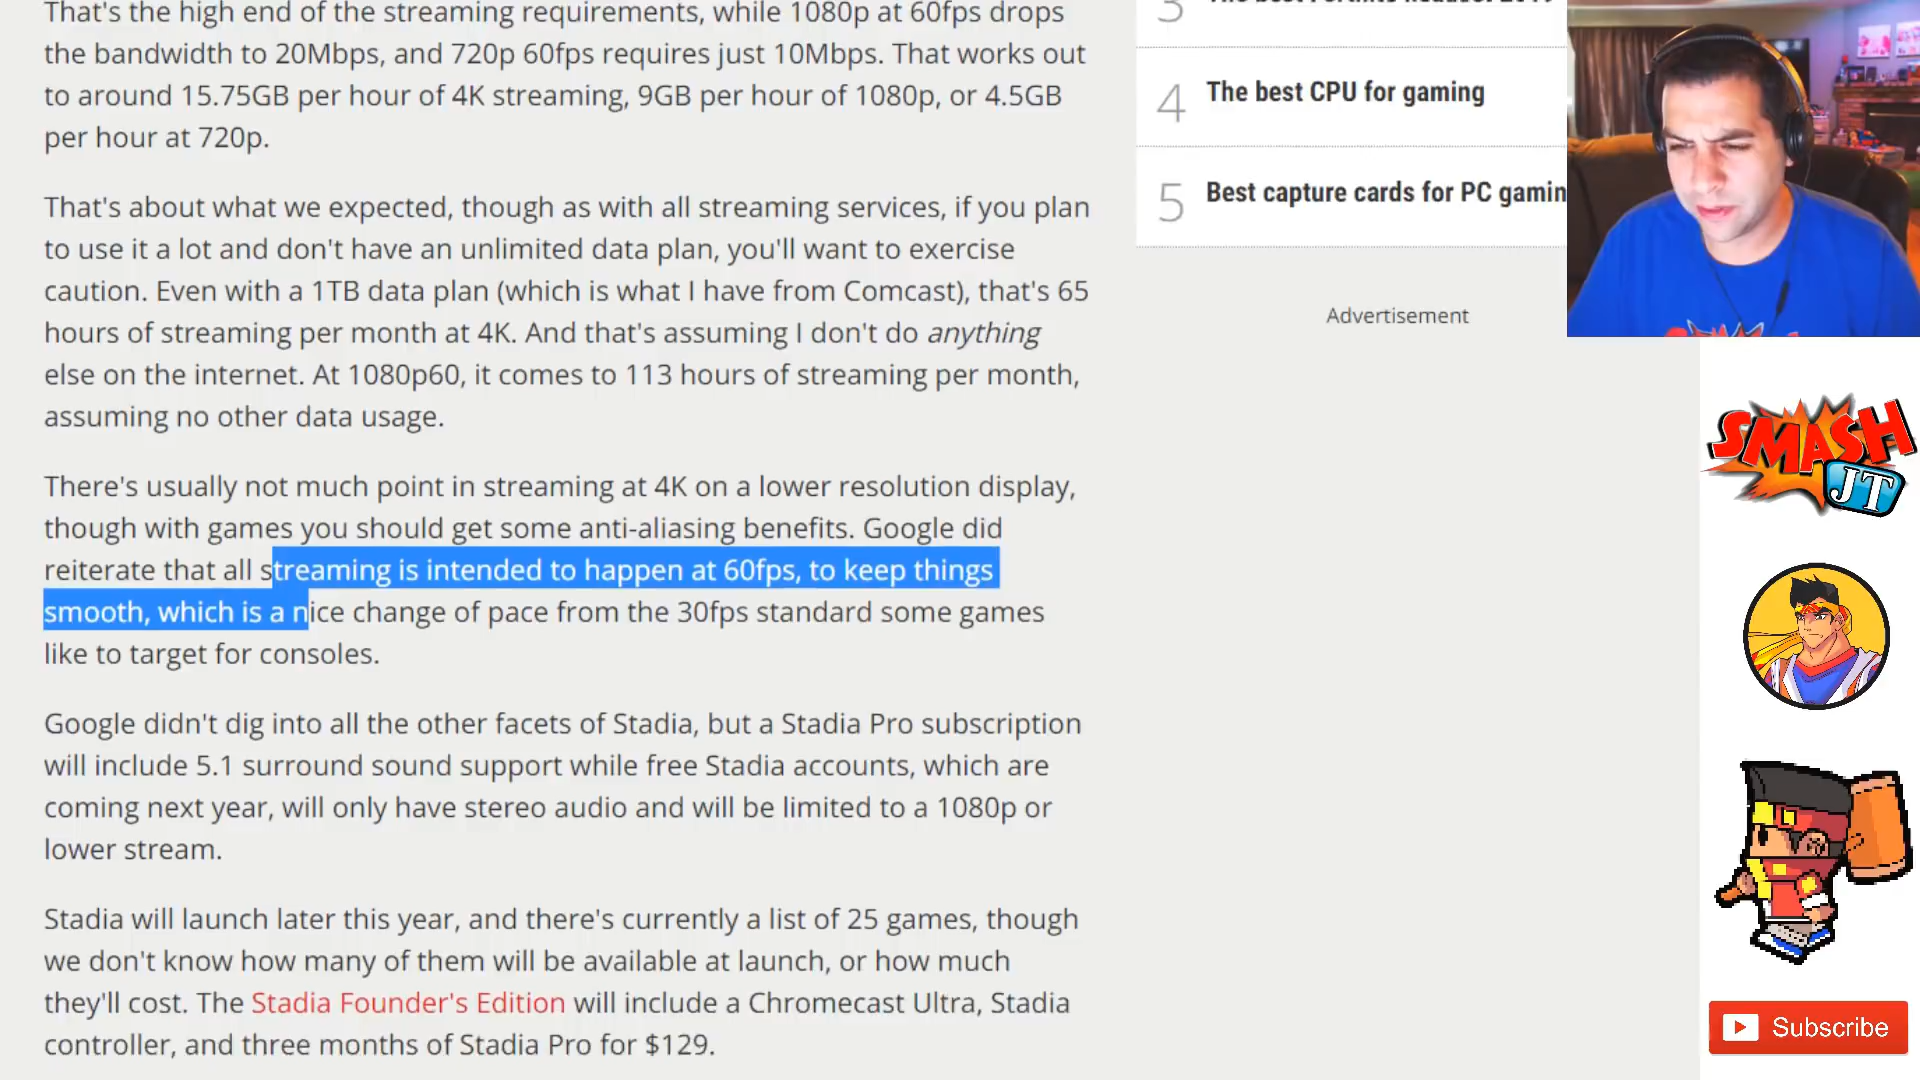 That's the high end of the streaming requirements, while 1080p at 60fps drops
the bandwidth to 20Mbps, and 720p 60fps requires just 10Mbps. That works out
to around 15.75GB per hour of 4K streaming, 9GB per hour of 1080p, or 4.5GB
per hour at 720p.
That's about what we expected, though as with all streaming services, if you plan
to use it a lot and don't have an unlimited data plan, you'll want to exercise
caution. Even with a 1TB data plan (which is what I have from Comcast), that's 65
hours of streaming per month at 4K. And that's assuming I don't do anything
else on the internet. At 1080p60, it comes to 113 hours of streaming per month,
assuming no other data usage.
There's usually not much point in streaming at 4K on a lower resolution display,
though with games you should get some anti-aliasing benefits. Google did
reiterate that all streaming is intended to happen at 60fps, to keep things
smooth, which is a nice change of pace from the 30fps standard some games
like to target for consoles.
Google didn't dig into all the other facets of Stadia, but a Stadia Pro subscription
will include 5.1 surround sound support while free Stadia accounts, which are
coming next year, will only have stereo audio and will be limited to a 1080p or
lower stream.
Stadia will launch later this year, and there's currently a list of 25 games, though
we don't know how many of them will be available at launch, or how much
they'll cost. The Stadia Founder's Edition will include a Chromecast Ultra, Stadia
controller, and three months of Stadia Pro for $129.
3
4 The best CPU for gaming
5 Best capture cards for PC gamin
Advertisement
SMASH
JT
Subscribe